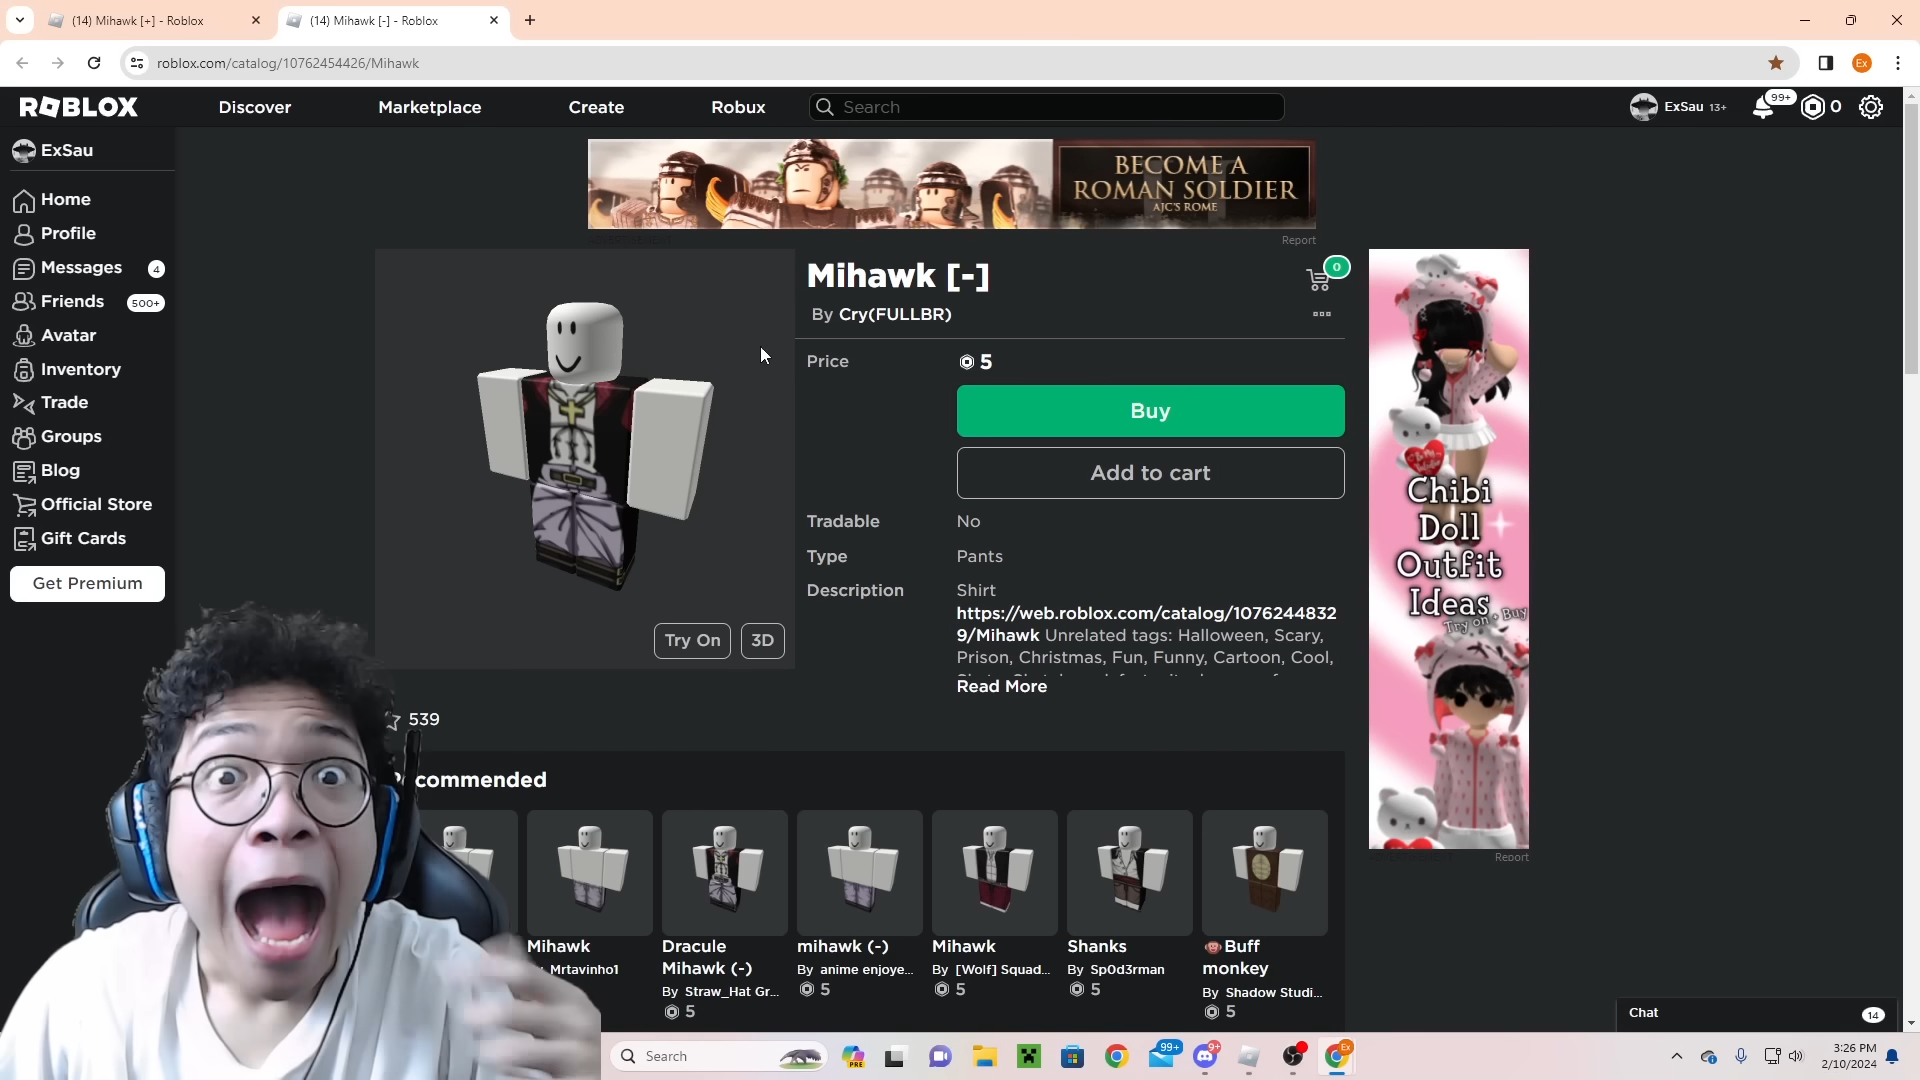 (14) Mihawk [+] - Roblox
(14) Mihawk [-] - Roblox
roblox.com/catalog/10762454426/Mihawk
Ex
ROBLOX
Discover
Marketplace
Create
Robux
Search
ExSau 13+
99+
0
ExSau
Home
Profile
Messages 4
Friends 500+
Avatar
Inventory
Trade
Groups
Blog
Official Store
Gift Cards
Get Premium
BECOME A
ROMAN SOLDIER
AJC'S ROME
Report
Mihawk [-]
0
By Cry(FULLBR)
Price
5
Buy
Add to cart
Tradable No
Type Pants
Description Shirt
https://web.roblox.com/catalog/1076244832
9/Mihawk Unrelated tags: Halloween, Scary,
Prison, Christmas, Fun, Funny, Cartoon, Cool,
Read More
Try On
3D
539
Chibi
Doll
Outfit
Ideas
Try on + Buy
Report
commended
Mihawk
Mrtavinho1
Dracule
Mihawk (-)
By Straw_Hat Gr...
5
mihawk (-)
By anime enjoye...
5
Mihawk
By [Wolf] Squad...
5
Shanks
By Sp0d3rman
5
Buff
monkey
By Shadow Studi...
5
Chat
14
Search
PRE
99+
9+
Ex
3:26 PM
2/10/2024